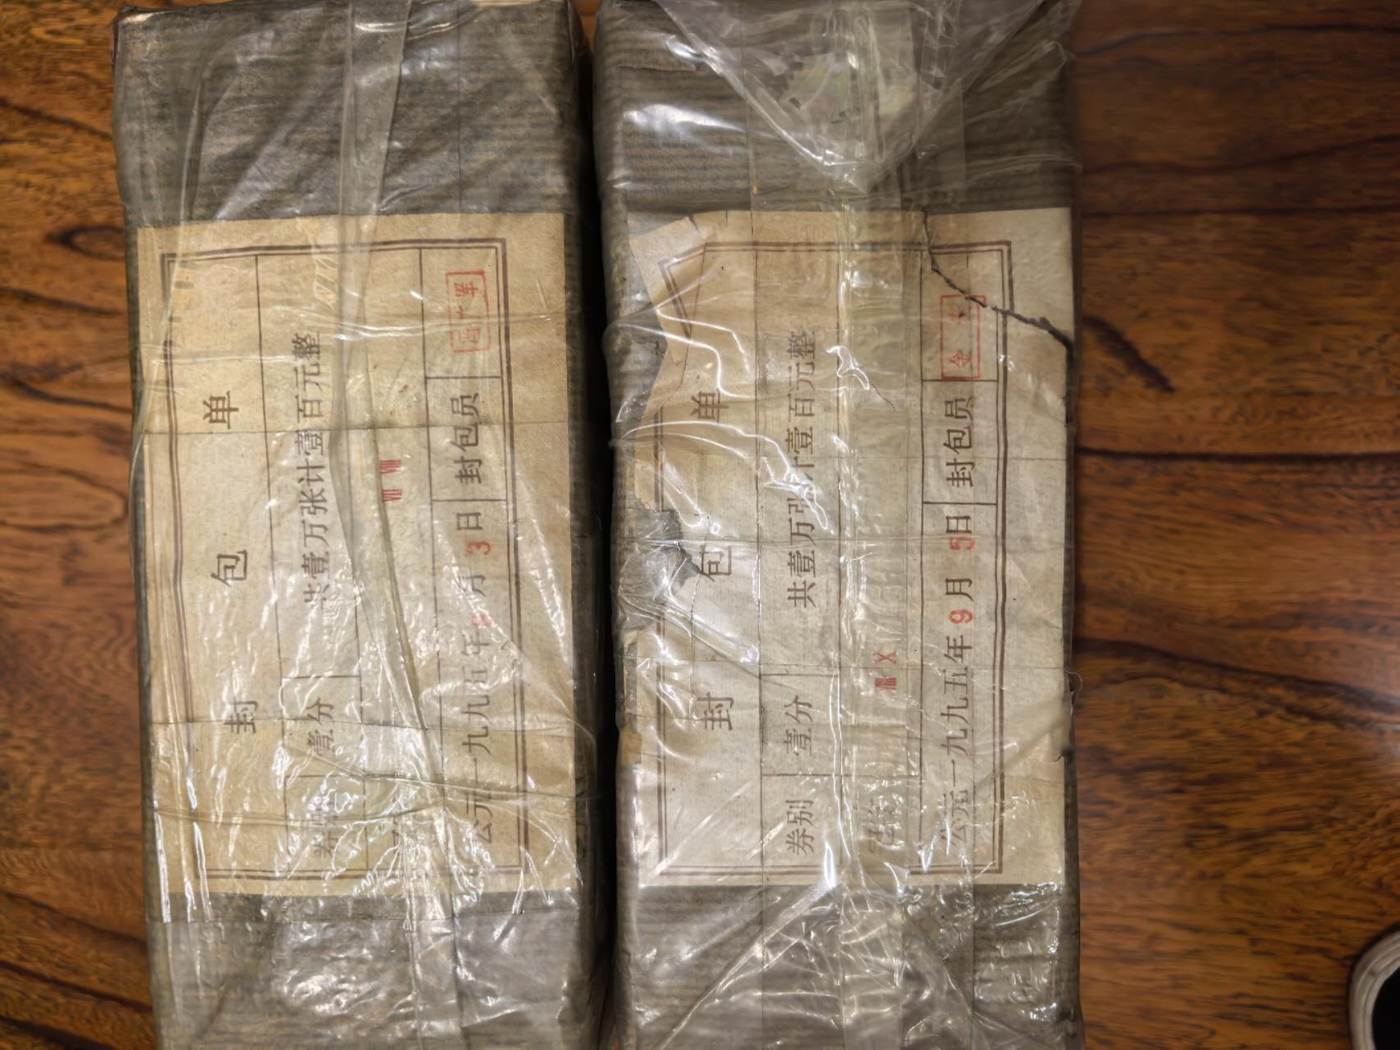 封包单
券别 壹分 共壹万张计壹百元整
公元一九九五年 月 3 日 封包员
封包单
券别 壹分 共壹万张计壹百元整
公元一九九五年 9 月 5 日 封包员